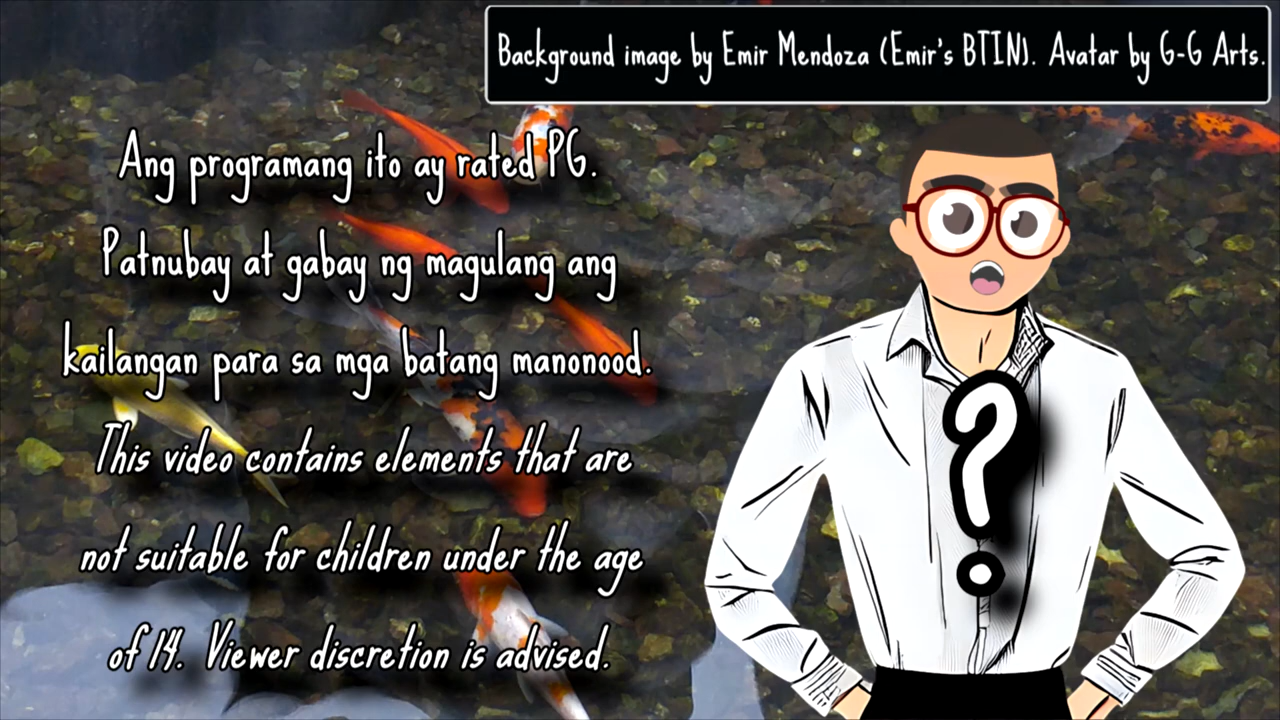 Background image by Emir Mendoza (Emir's BTIN). Avatar by G-G Arts.
Ang programang ito ay rated PG.
Patnubay at gabay ng magulang ang
kailangan para sa mga batang manonood.
This video contains elements that are
not suitable for children under the age
of 14. Viewer discretion is advised.
?